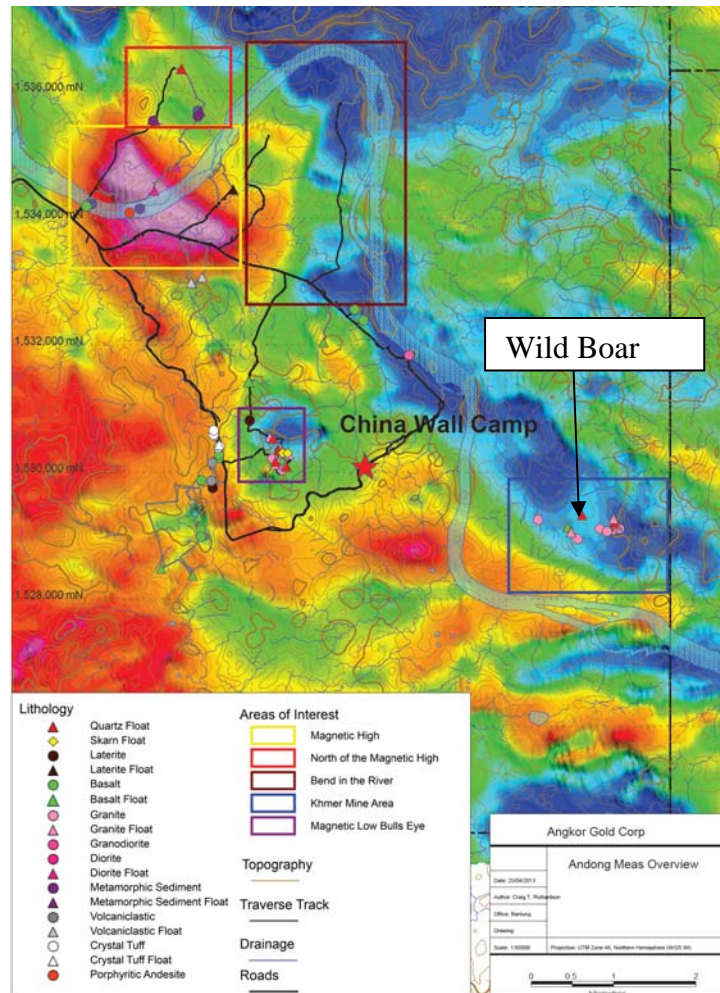 1,536,000 mN
1,534,000 mN
1,532,000 mN
Wild Boar
China Wall Camp
1,530,000 mN
1,528,000 mN
Lithology
Quartz Float
Skarn Float
Laterite
Laterite Float
Basalt
Basalt Float
Granite
Granite Float
Granodiorite
Diorite
Diorite Float
Metamorphic Sediment
Metamorphic Sediment Float
Volcaniclastic
Volcaniclastic Float
Crystal Tuff
Crystal Tuff Float
Porphyritic Andesite
Areas of Interest
Magnetic High
North of the Magnetic High
Bend in the River
Khmer Mine Area
Magnetic Low Bulls Eye
Topography
Traverse Track
Drainage
Roads
Angkor Gold Corp
Andong Meas Overview
Date: 25/04/2013
Author: Craig T. Richardson
Office: Banlung
Drawing:
Scale: 1:50000
Projection: UTM Zone 48, Northern Hemisphere (WGS 84)
0 0.5 1 2